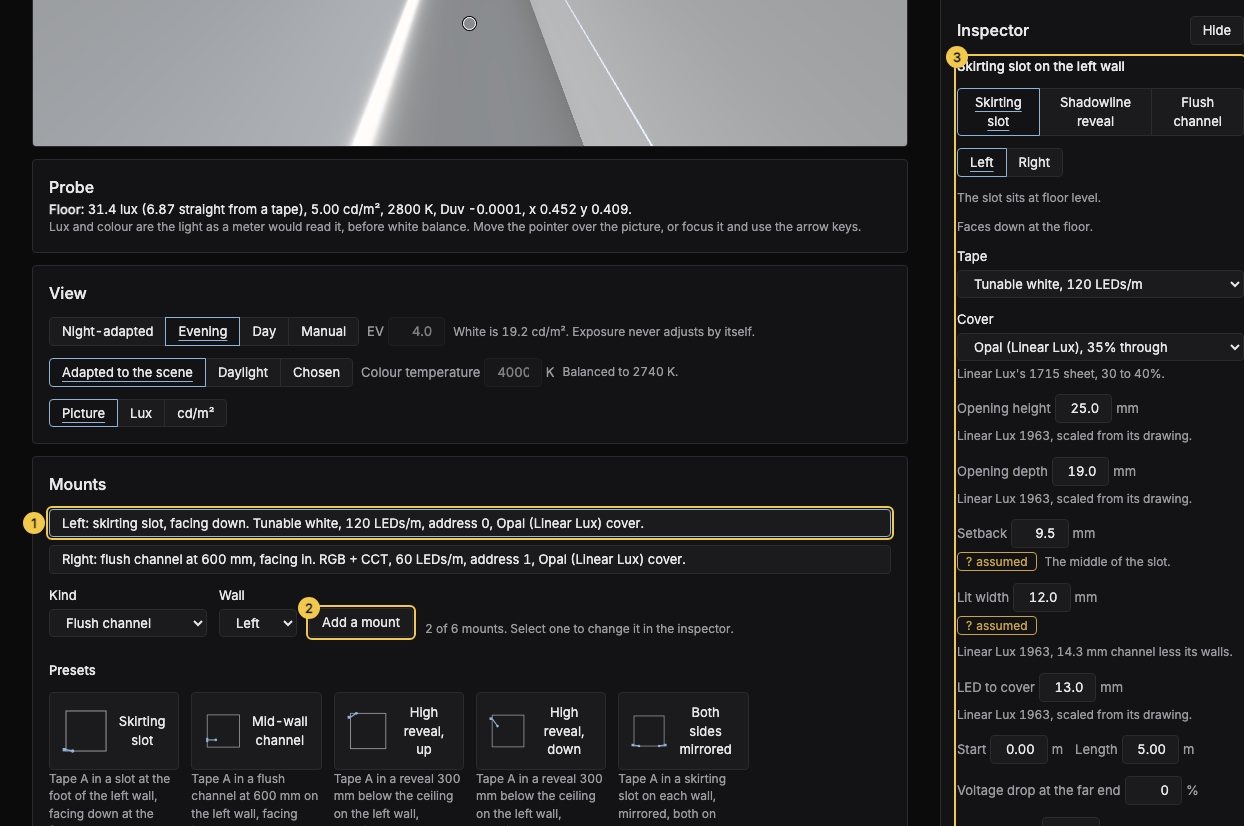 Inspector
Hide
3
Skirting slot on the left wall
Skirting slot
Shadowline reveal
Flush channel
Left
Right
The slot sits at floor level.
Faces down at the floor.
Tape
Tunable white, 120 LEDs/m
Cover
Opal (Linear Lux), 35% through
Linear Lux's 1715 sheet, 30 to 40%.
Opening height 25.0 mm
Linear Lux 1963, scaled from its drawing.
Opening depth 19.0 mm
Linear Lux 1963, scaled from its drawing.
Setback 9.5 mm
? assumed The middle of the slot.
Lit width 12.0 mm
? assumed
Linear Lux 1963, 14.3 mm channel less its walls.
LED to cover 13.0 mm
Linear Lux 1963, scaled from its drawing.
Start 0.00 m Length 5.00 m
Voltage drop at the far end 0 %
Probe
Floor: 31.4 lux (6.87 straight from a tape), 5.00 cd/m², 2800 K, Duv -0.0001, x 0.452 y 0.409.
Lux and colour are the light as a meter would read it, before white balance. Move the pointer over the picture, or focus it and use the arrow keys.
View
Night-adapted Evening Day Manual EV 4.0 White is 19.2 cd/m². Exposure never adjusts by itself.
Adapted to the scene Daylight Chosen Colour temperature 4000 K Balanced to 2740 K.
Picture Lux cd/m²
Mounts
1
Left: skirting slot, facing down. Tunable white, 120 LEDs/m, address 0, Opal (Linear Lux) cover.
Right: flush channel at 600 mm, facing in. RGB + CCT, 60 LEDs/m, address 1, Opal (Linear Lux) cover.
Kind
Wall
2
Flush channel
Left
Add a mount
2 of 6 mounts. Select one to change it in the inspector.
Presets
Skirting slot
Mid-wall channel
High reveal, up
High reveal, down
Both sides mirrored
Tape A in a slot at the foot of the left wall, facing down at the
Tape A in a flush channel at 600 mm on the left wall, facing
Tape A in a reveal 300 mm below the ceiling on the left wall,
Tape A in a reveal 300 mm below the ceiling on the left wall,
Tape A in a skirting slot on each wall, mirrored, both on